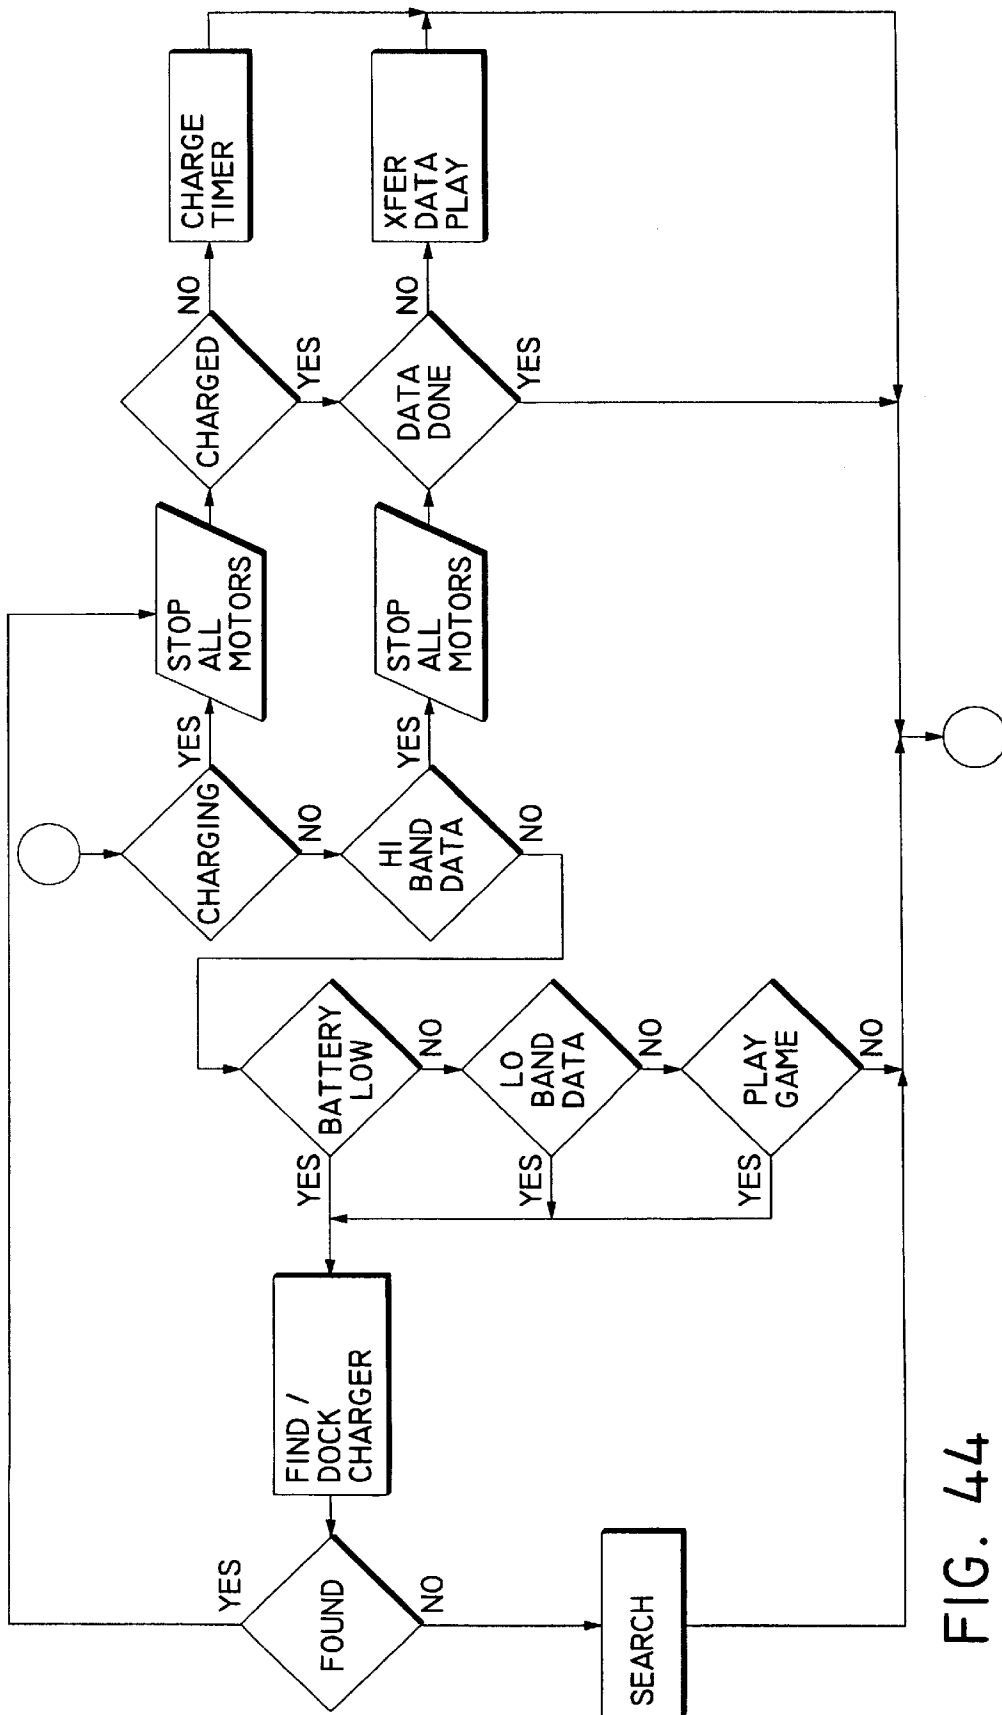 CHARGING
YES
NO
STOP
ALL
MOTORS
CHARGED
NO
YES
CHARGE
TIMER
HI
BAND
DATA
YES
NO
STOP
ALL
MOTORS
DATA
DONE
NO
YES
XFER
DATA
PLAY
BATTERY
LOW
YES
NO
LO
BAND
DATA
YES
NO
PLAY
GAME
YES
NO
FIND /
DOCK
CHARGER
FOUND
YES
NO
SEARCH
FIG. 44